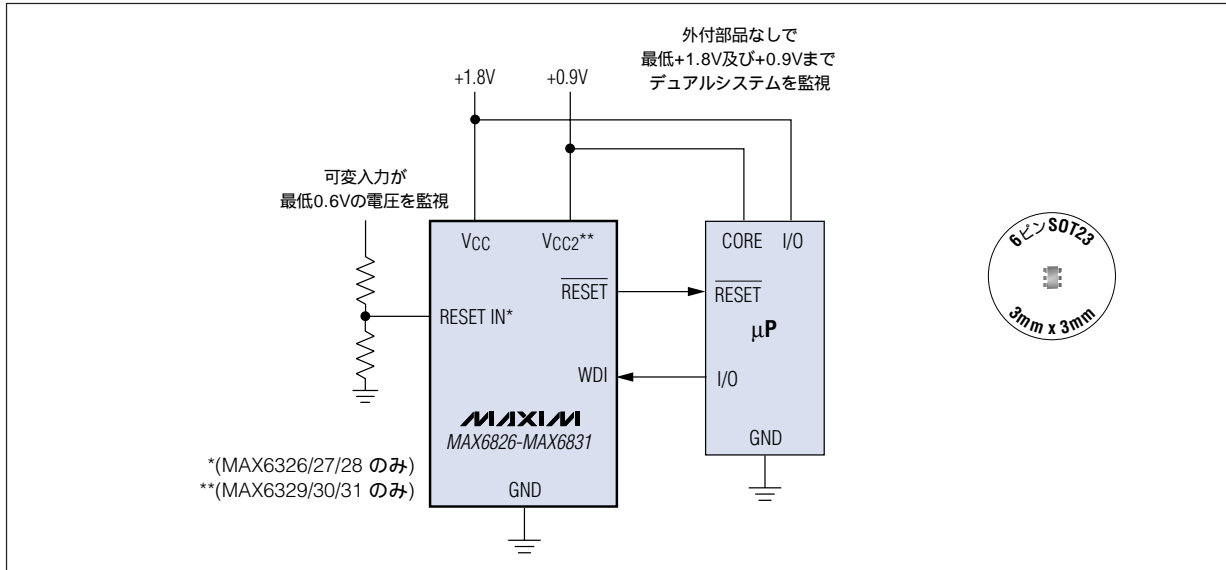 外付部品なしで
最低+1.8V及び+0.9Vまで
デュアルシステムを監視
+1.8V
+0.9V
可変入力が
最低0.6Vの電圧を監視
VCC
VCC2**
RESET
RESET IN*
WDI
MAXIM
MAX6826-MAX6831
GND
CORE
I/O
RESET
μP
I/O
GND
*(MAX6326/27/28 のみ)
**(MAX6329/30/31 のみ)
6ピンSOT23
3mm x 3mm